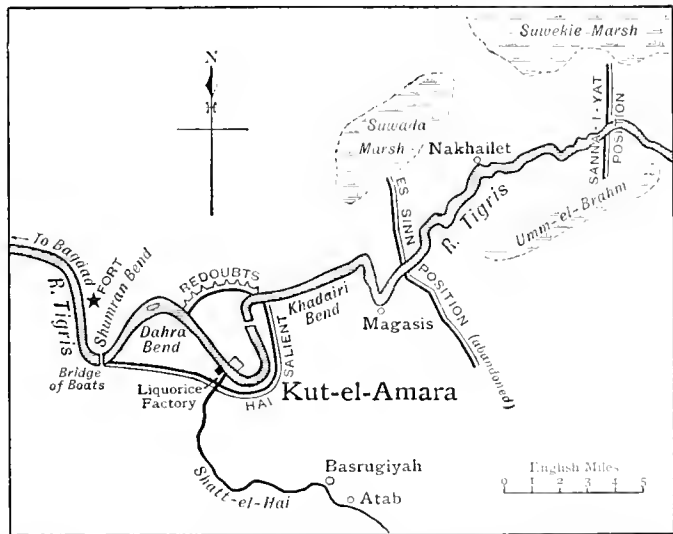 Suwekie Marsh
N
Suwada
Marsh
Nakhailet
SANNA-I-YAT
POSITION
ES SINN
POSITION (abandoned)
R. Tigris
Umm-el-Brahm
← To Bagdad
R. Tigris
FORT
Shumran Bend
REDOUBTS
Dahra
Bend
Khadairi
Bend
Magasis
Bridge
of Boats
Liquorice
Factory
HAI
SALIENT
Kut-el-Amara
Shatt-el-Hai
Basrugiyah
Atab
English Miles
0 1 2 3 4 5